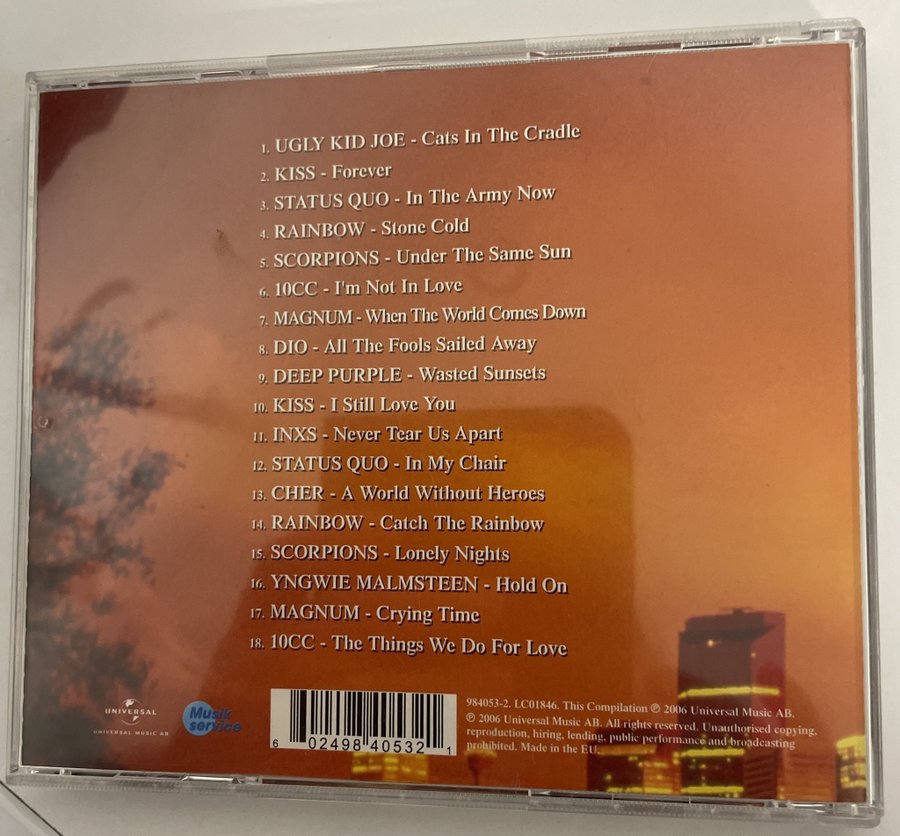 1. UGLY KID JOE - Cats In The Cradle
2. KISS - Forever
3. STATUS QUO - In The Army Now
4. RAINBOW - Stone Cold
5. SCORPIONS - Under The Same Sun
6. 10CC - I'm Not In Love
7. MAGNUM - When The World Comes Down
8. DIO - All The Fools Sailed Away
9. DEEP PURPLE - Wasted Sunsets
10. KISS - I Still Love You
11. INXS - Never Tear Us Apart
12. STATUS QUO - In My Chair
13. CHER - A World Without Heroes
14. RAINBOW - Catch The Rainbow
15. SCORPIONS - Lonely Nights
16. YNGWIE MALMSTEEN - Hold On
17. MAGNUM - Crying Time
18. 10CC - The Things We Do For Love
UNIVERSAL
UNIVERSAL MUSIC AB
Musik
service
6 02498 40532 1
984053-2. LC01846. This Compilation ℗ 2006 Universal Music AB.
℗ 2006 Universal Music AB. All rights reserved. Unauthorised copying,
reproduction, hiring, lending, public performance and broadcasting
prohibited. Made in the EU.